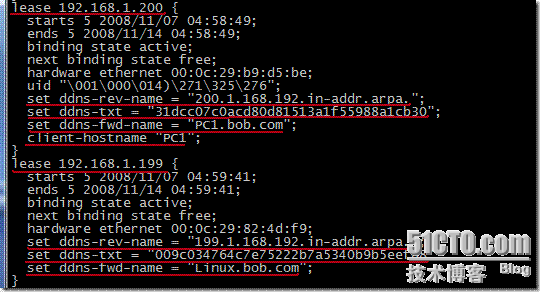 lease 192.168.1.200 {
starts 5 2008/11/07 04:58:49;
ends 5 2008/11/14 04:58:49;
binding state active;
next binding state free;
hardware ethernet 00:0c:29:b9:d5:be;
uid "\001\000\014)\271\325\276";
set ddns-rev-name = "200.1.168.192.in-addr.arpa.";
set ddns-txt = "31dcc07c0acd80d81513a1f55988a1cb30";
set ddns-fwd-name = "PC1.bob.com";
client-hostname "PC1";
}
lease 192.168.1.199 {
starts 5 2008/11/07 04:59:41;
ends 5 2008/11/14 04:59:41;
binding state active;
next binding state free;
hardware ethernet 00:0c:29:82:4d:f9;
set ddns-rev-name = "199.1.168.192.in-addr.arpa.
set ddns-txt = "009c034764c7e75222b7a5340b9b5eef
set ddns-fwd-name = "Linux.bob.com";
51CTO.com
技术博客 Blog